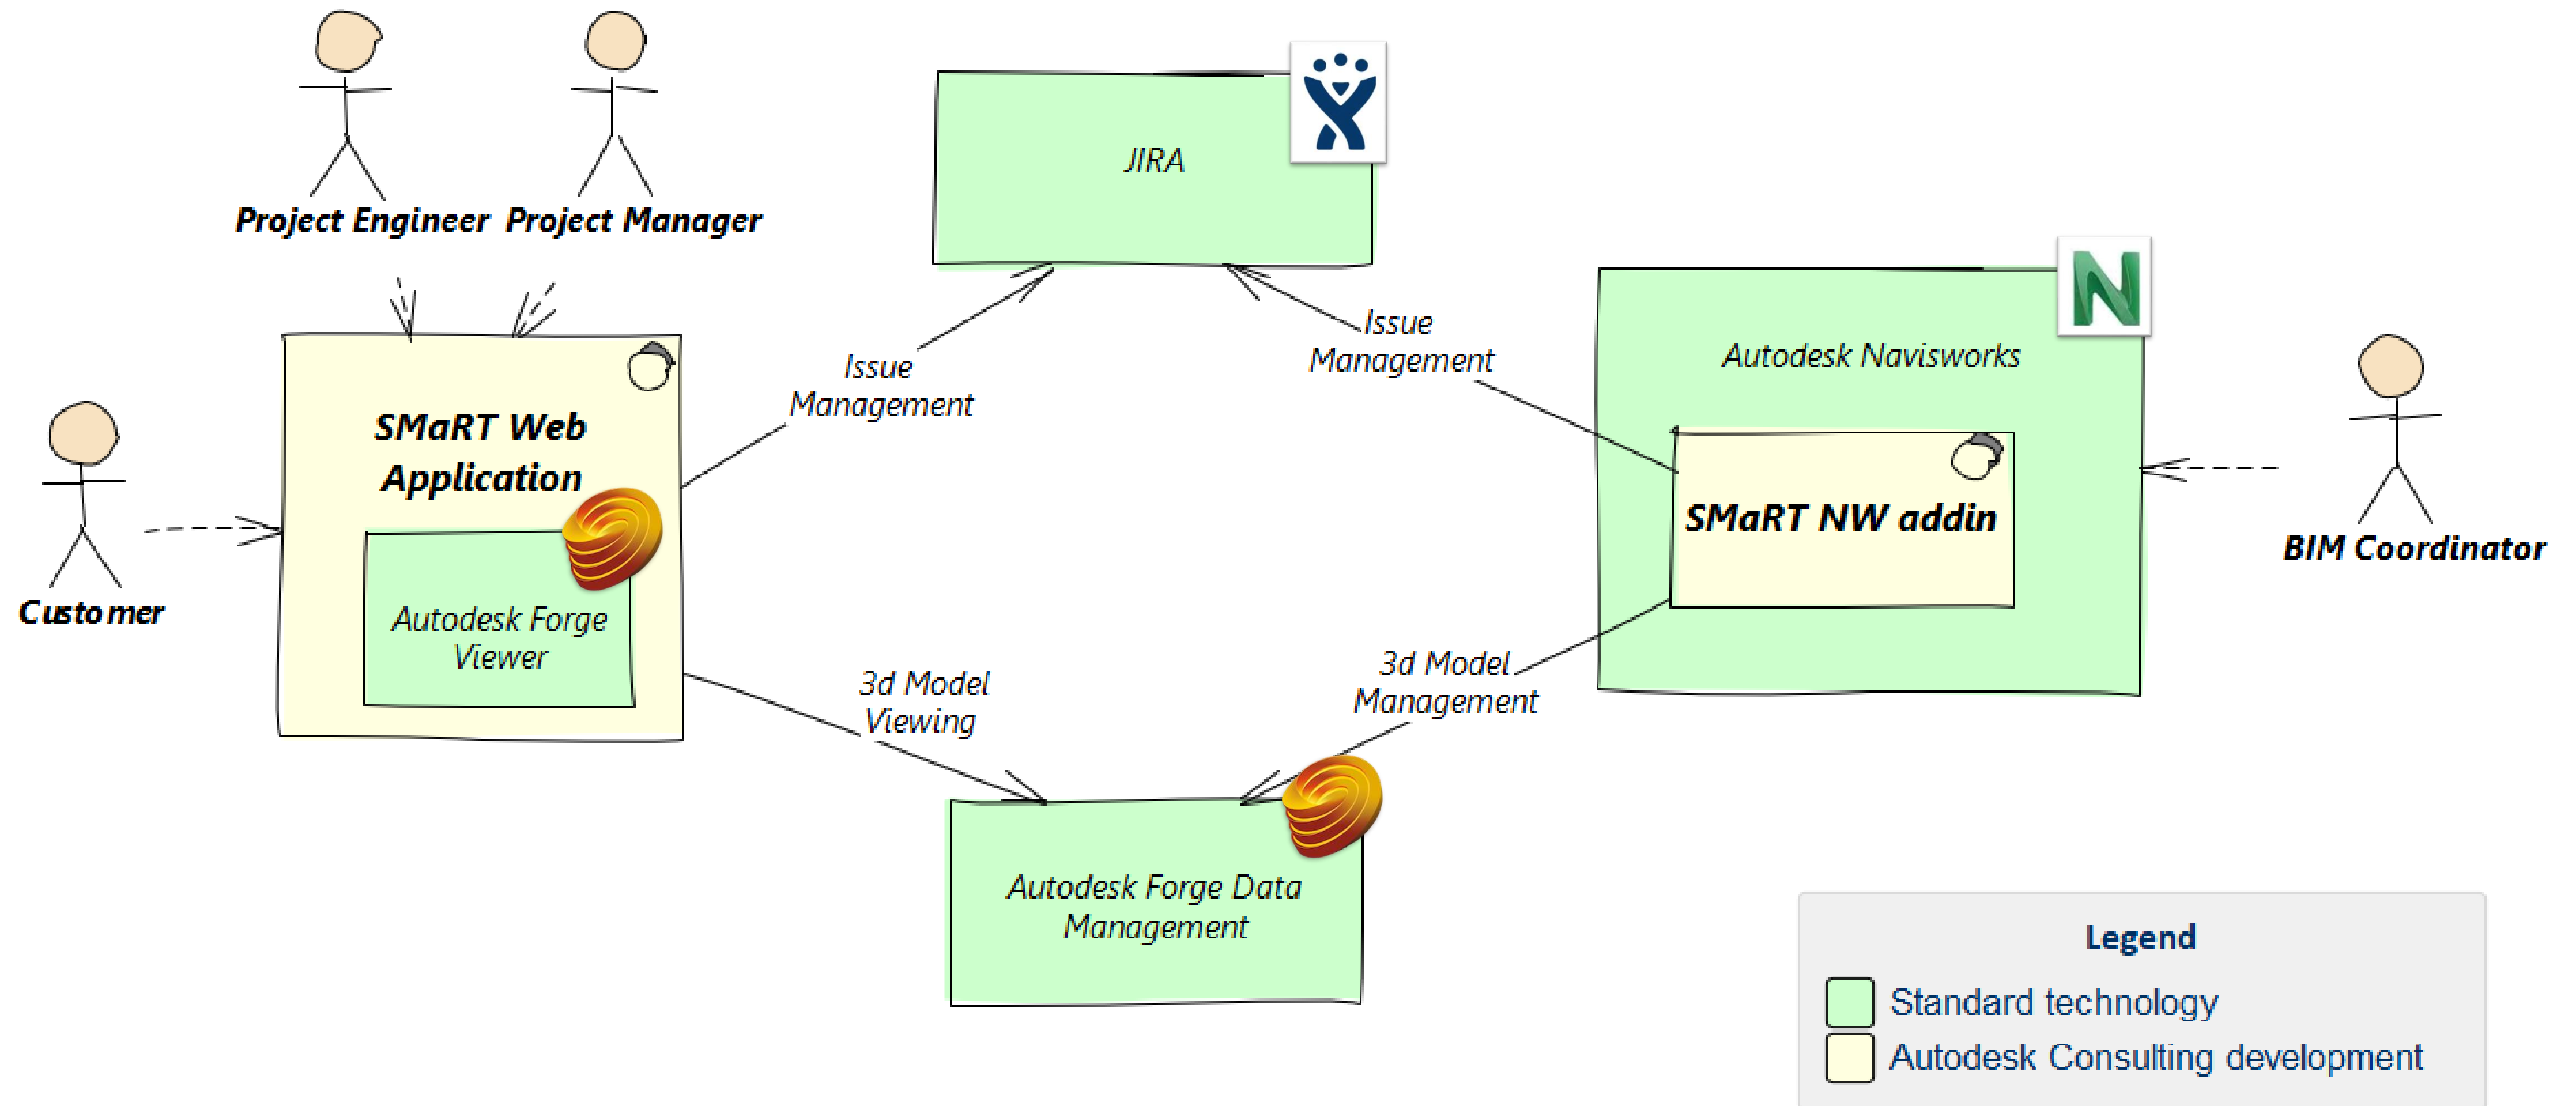 Project Engineer
Project Manager
JIRA
Issue
Management
Issue
Management
Autodesk Navisworks
SMaRT Web
Application
SMaRT NW addin
Customer
BIM Coordinator
Autodesk Forge
Viewer
3d Model
Viewing
3d Model
Management
Autodesk Forge Data
Management
Legend
Standard technology
Autodesk Consulting development